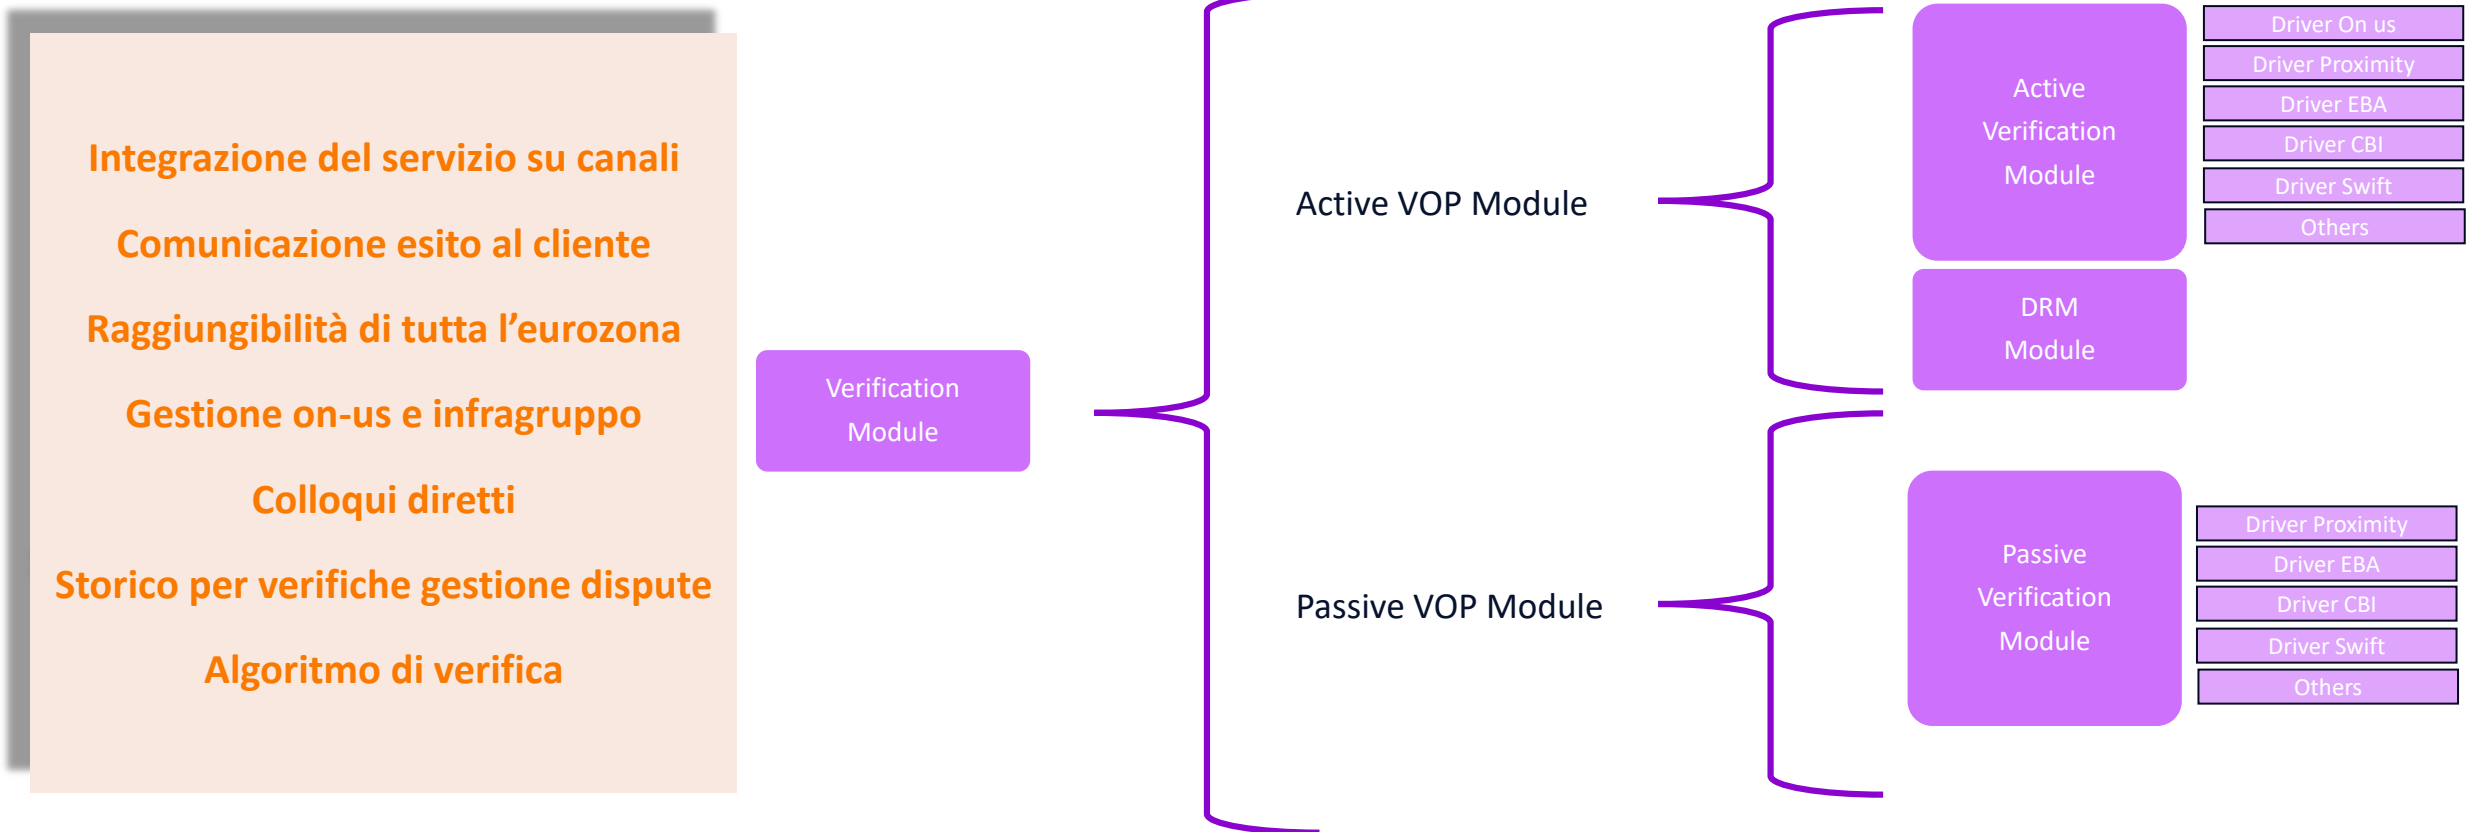 Integrazione del servizio su canali
Comunicazione esito al cliente
Raggiungibilità di tutta l’eurozona
Gestione on-us e infragruppo
Colloqui diretti
Storico per verifiche gestione dispute
Algoritmo di verifica
Verification
Module
Active VOP Module
Active
Verification
Module
Driver On us
Driver Proximity
Driver EBA
Driver CBI
Driver Swift
Others
DRM
Module
Passive VOP Module
Passive
Verification
Module
Driver Proximity
Driver EBA
Driver CBI
Driver Swift
Others